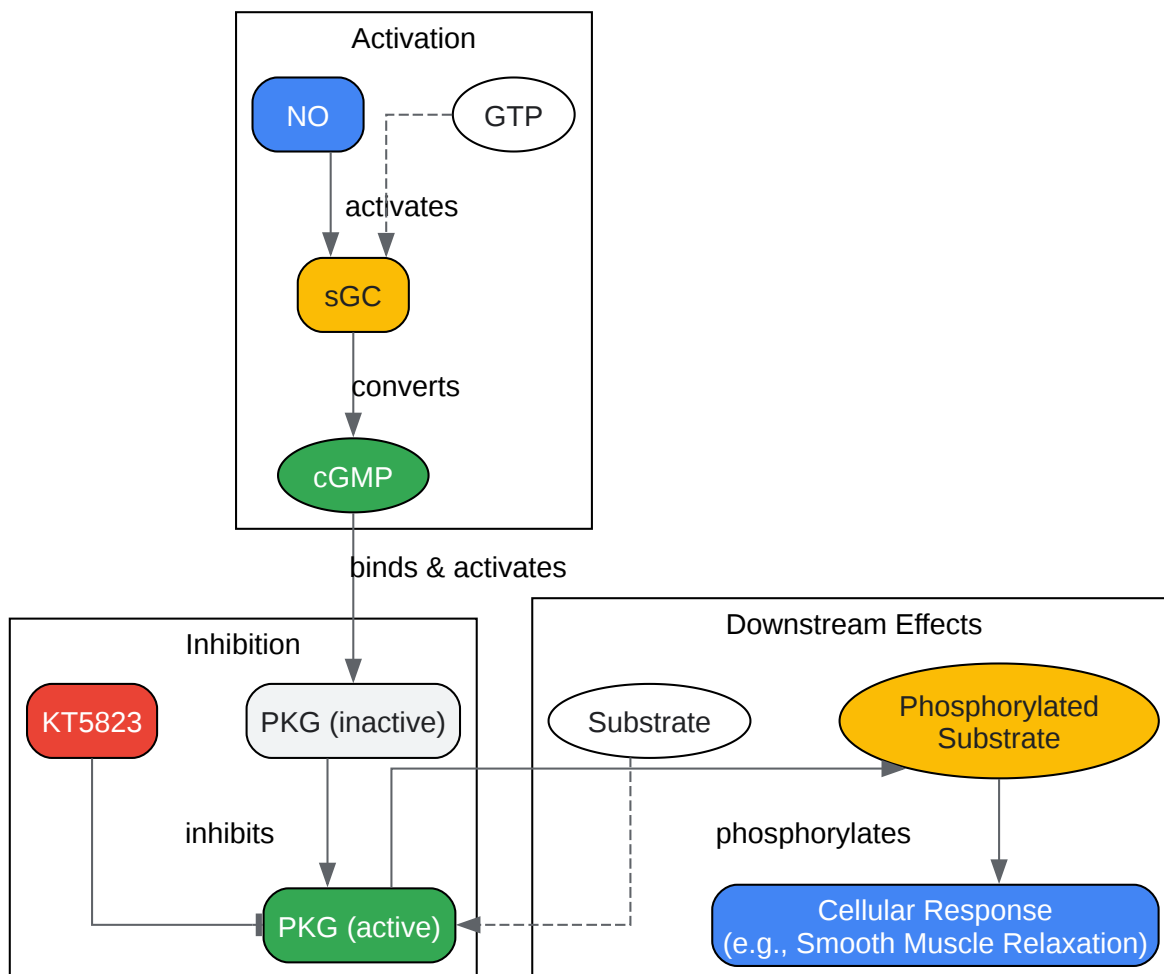 Activation
NO
GTP
activates
sGC
converts
cGMP
binds & activates
Inhibition
KT5823
PKG (inactive)
inhibits
PKG (active)
Downstream Effects
Substrate
Phosphorylated
Substrate
phosphorylates
Cellular Response
(e.g., Smooth Muscle Relaxation)